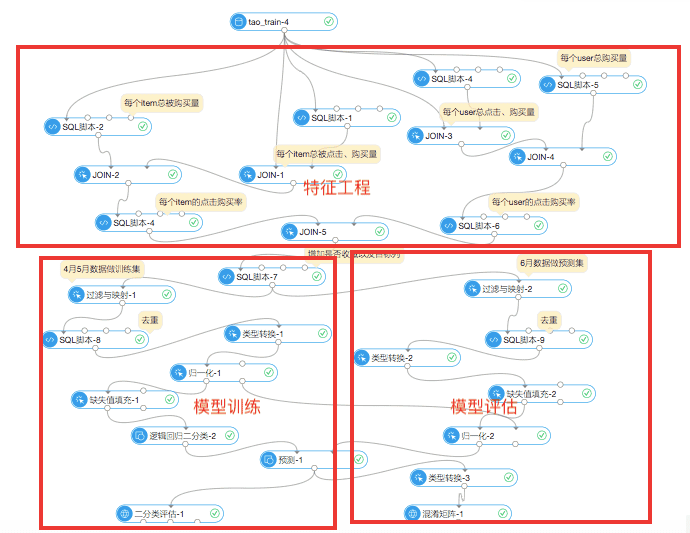 tao_train-4
每个user总购买量
SQL脚本-4
SQL脚本-5
每个item总被购买量
每个user总点击、购买量
SQL脚本-2
SQL脚本-1
JOIN-3
每个item总被点击、购买量
JOIN-4
JOIN-2
JOIN-1
特征工程
每个item的点击购买率
每个user的点击购买率
SQL脚本-4
JOIN-5
SQL脚本-6
增加是否收藏以及目标列
4月5月数据做训练集
6月数据做预测集
SQL脚本-7
过滤与映射-1
过滤与映射-2
去重
去重
SQL脚本-8
类型转换-1
SQL脚本-9
类型转换-2
归一化-1
缺失值填充-1
缺失值填充-2
模型训练
模型评估
逻辑回归二分类-2
归一化-2
预测-1
类型转换-3
二分类评估-1
混淆矩阵-1